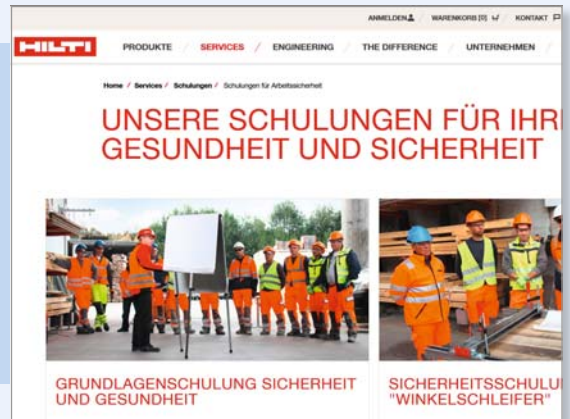 ANMELDEN / WARENKORB [0] / KONTAKT
HILTI PRODUKTE / SERVICES / ENGINEERING / THE DIFFERENCE / UNTERNEHMEN /
Home / Services / Schulungen / Schulungen für Arbeitssicherheit
UNSERE SCHULUNGEN FÜR IHR
GESUNDHEIT UND SICHERHEIT
GRUNDLAGENSCHULUNG SICHERHEIT
UND GESUNDHEIT
SICHERHEITSSCHULU
"WINKELSCHLEIFER"